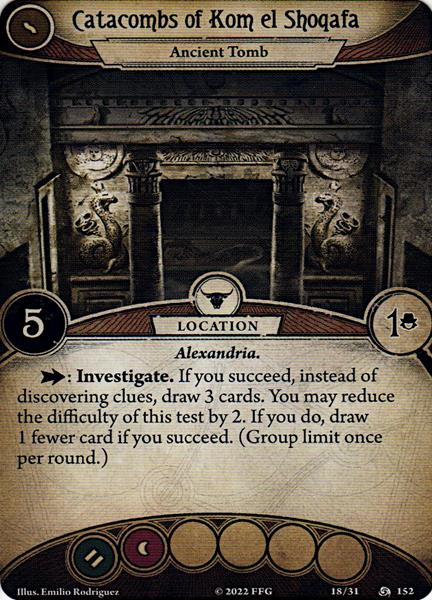 Catacombs of Kom el Shoqafa
Ancient Tomb
5
LOCATION
1
Alexandria.
: Investigate. If you succeed, instead of
discovering clues, draw 3 cards. You may reduce
the difficulty of this test by 2. If you do, draw
1 fewer card if you succeed. (Group limit once
per round.)
Illus. Emilio Rodriguez
© 2022 FFG
18/31
152